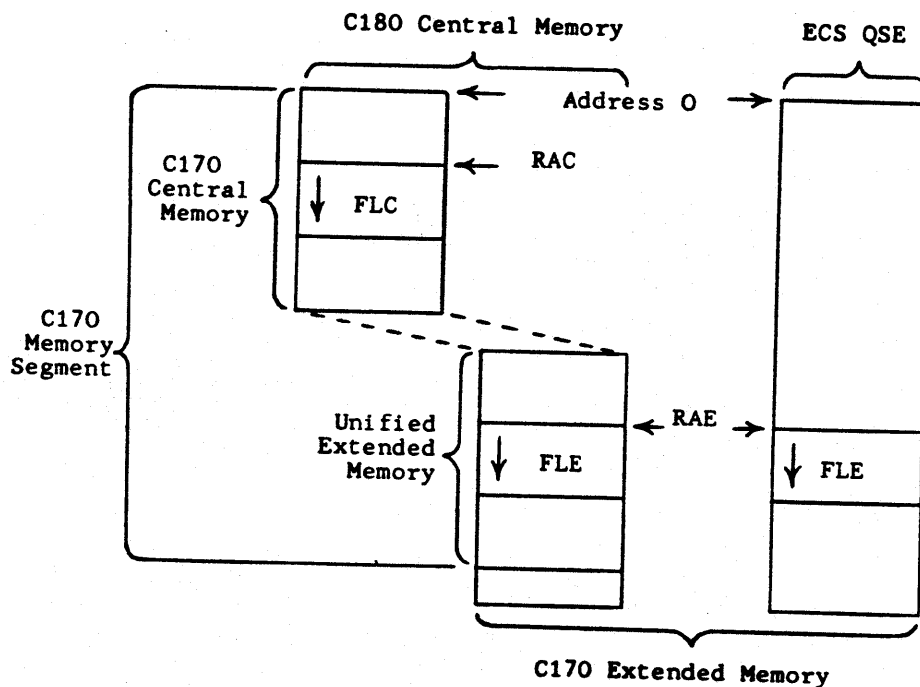 C180 Central Memory
ECS QSE
Address 0
RAC
C170
Central
Memory
FLC
C170
Memory
Segment
Unified
Extended
Memory
RAE
FLE
FLE
C170 Extended Memory